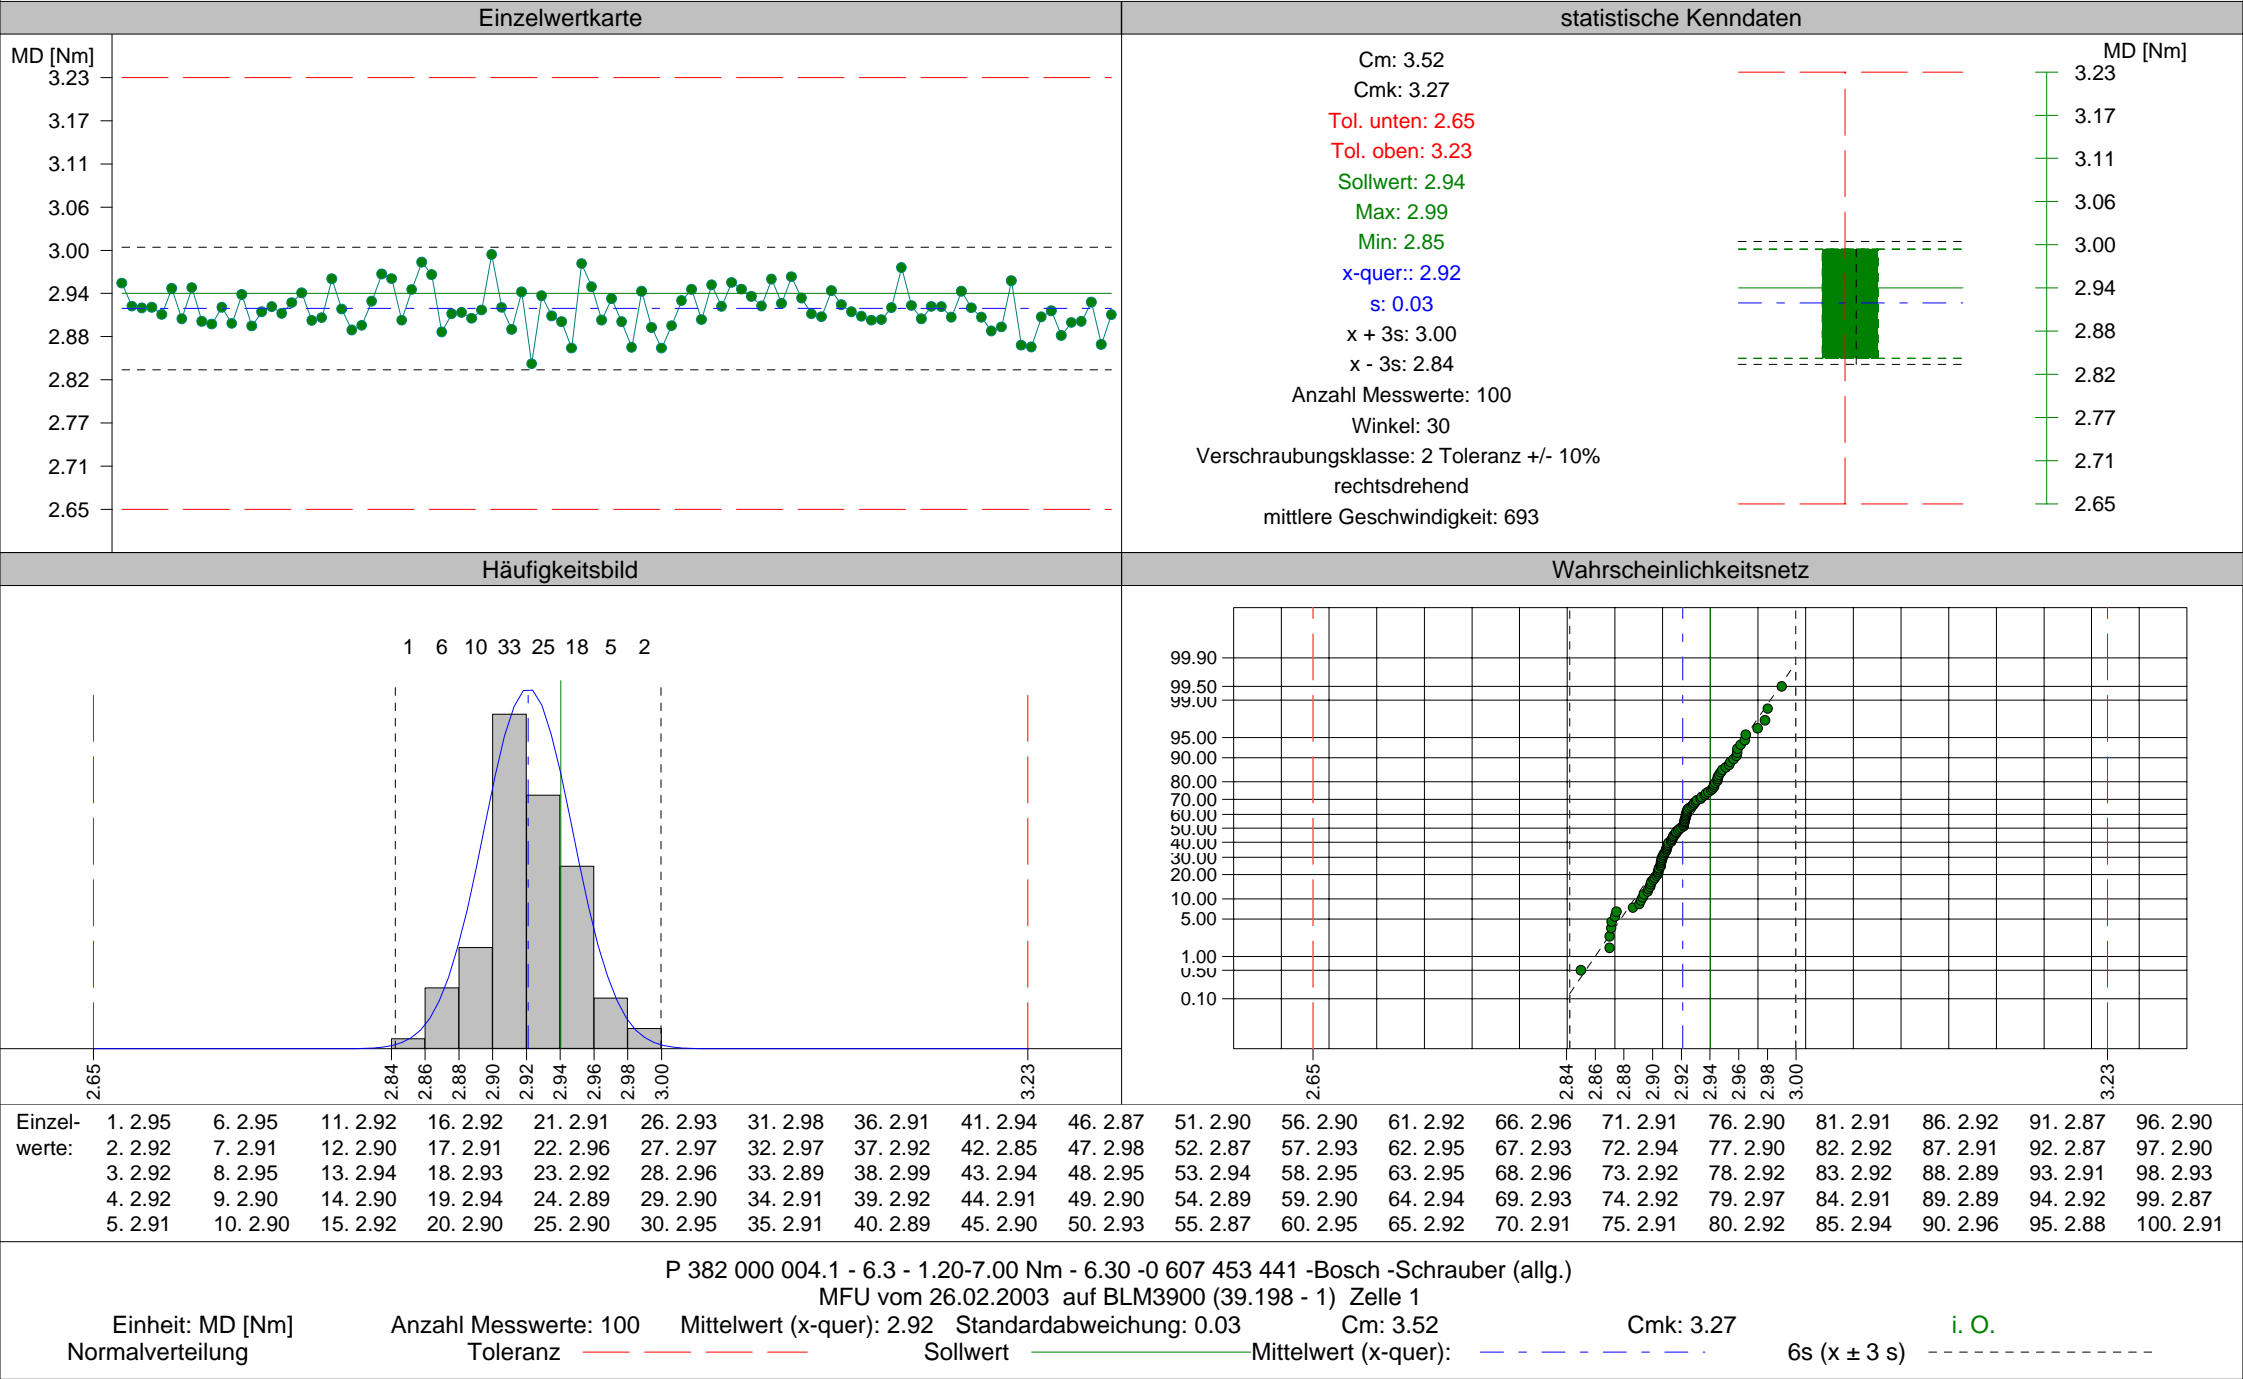 Einzelwertkarte
MD [Nm]
3.23
3.17
3.11
3.06
3.00
2.94
2.88
2.82
2.77
2.71
2.65
statistische Kenndaten
Cm: 3.52
Cmk: 3.27
Tol. unten: 2.65
Tol. oben: 3.23
Sollwert: 2.94
Max: 2.99
Min: 2.85
x-quer:: 2.92
s: 0.03
x + 3s: 3.00
x - 3s: 2.84
Anzahl Messwerte: 100
Winkel: 30
Verschraubungsklasse: 2 Toleranz +/- 10%
rechtsdrehend
mittlere Geschwindigkeit: 693
MD [Nm]
3.23
3.17
3.11
3.06
3.00
2.94
2.88
2.82
2.77
2.71
2.65
Häufigkeitsbild
1 6 10 33 25 18 5 2
2.65 2.84 2.86 2.88 2.90 2.92 2.94 2.96 2.98 3.00 3.23
Wahrscheinlichkeitsnetz
99.90
99.50
99.00
95.00
90.00
80.00
70.00
60.00
50.00
40.00
30.00
20.00
10.00
5.00
1.00
0.50
0.10
2.65 2.84 2.86 2.88 2.90 2.92 2.94 2.96 2.98 3.00 3.23
Einzel- 1. 2.95 6. 2.95 11. 2.92 16. 2.92 21. 2.91 26. 2.93 31. 2.98 36. 2.91 41. 2.94 46. 2.87 51. 2.90 56. 2.90 61. 2.92 66. 2.96 71. 2.91 76. 2.90 81. 2.91 86. 2.92 91. 2.87 96. 2.90
werte: 2. 2.92 7. 2.91 12. 2.90 17. 2.91 22. 2.96 27. 2.97 32. 2.97 37. 2.92 42. 2.85 47. 2.98 52. 2.87 57. 2.93 62. 2.95 67. 2.93 72. 2.94 77. 2.90 82. 2.92 87. 2.91 92. 2.87 97. 2.90
3. 2.92 8. 2.95 13. 2.94 18. 2.93 23. 2.92 28. 2.96 33. 2.89 38. 2.99 43. 2.94 48. 2.95 53. 2.94 58. 2.95 63. 2.95 68. 2.96 73. 2.92 78. 2.92 83. 2.92 88. 2.89 93. 2.91 98. 2.93
4. 2.92 9. 2.90 14. 2.90 19. 2.94 24. 2.89 29. 2.90 34. 2.91 39. 2.92 44. 2.91 49. 2.90 54. 2.89 59. 2.90 64. 2.94 69. 2.93 74. 2.92 79. 2.97 84. 2.91 89. 2.89 94. 2.92 99. 2.87
5. 2.91 10. 2.90 15. 2.92 20. 2.90 25. 2.90 30. 2.95 35. 2.91 40. 2.89 45. 2.90 50. 2.93 55. 2.87 60. 2.95 65. 2.92 70. 2.91 75. 2.91 80. 2.92 85. 2.94 90. 2.96 95. 2.88 100. 2.91
P 382 000 004.1 - 6.3 - 1.20-7.00 Nm - 6.30 -0 607 453 441 -Bosch -Schrauber (allg.)
MFU vom 26.02.2003 auf BLM3900 (39.198 - 1) Zelle 1
Einheit: MD [Nm] Anzahl Messwerte: 100 Mittelwert (x-quer): 2.92 Standardabweichung: 0.03 Cm: 3.52 Cmk: 3.27 i. O.
Normalverteilung Toleranz Sollwert Mittelwert (x-quer): 6s (x ± 3 s)